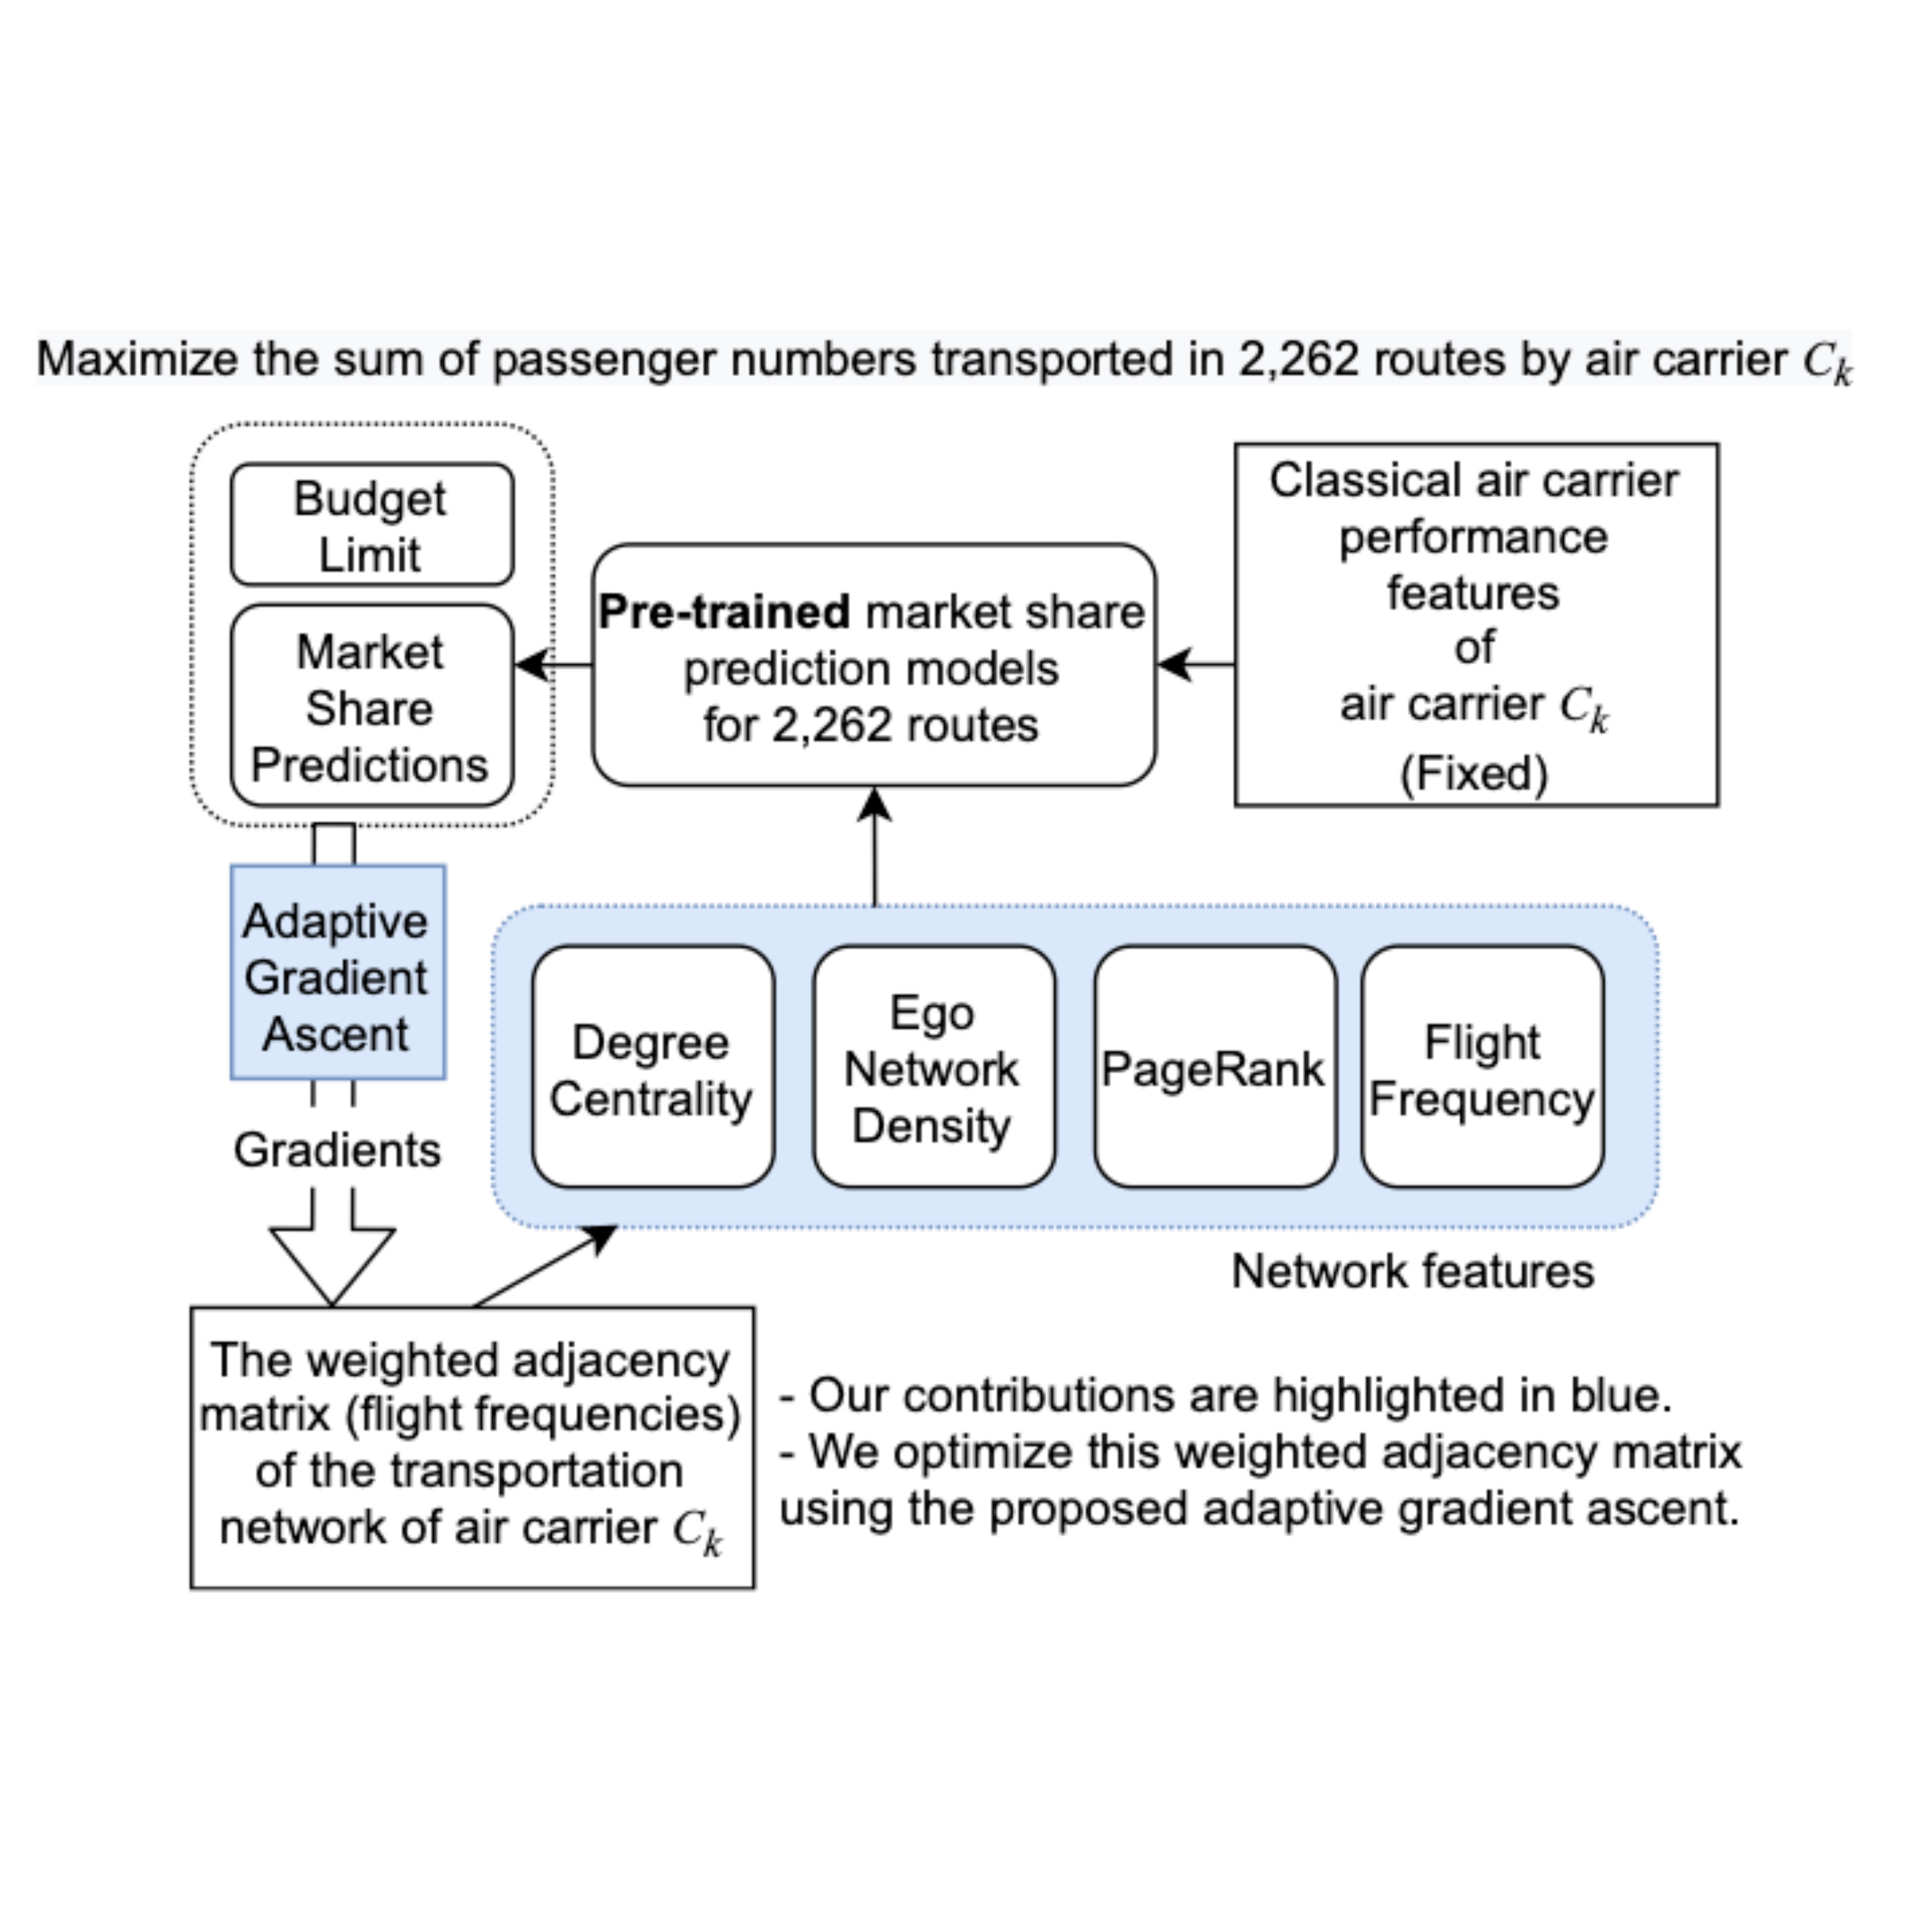 Maximize the sum of passenger numbers transported in 2,262 routes by air carrier Cₖ
Budget
Limit
Market
Share
Predictions
Pre-trained market share
prediction models
for 2,262 routes
Classical air carrier
performance
features
of
air carrier Cₖ
(Fixed)
Adaptive
Gradient
Ascent
Gradients
Degree
Centrality
Ego
Network
Density
PageRank
Flight
Frequency
Network features
The weighted adjacency
matrix (flight frequencies)
of the transportation
network of air carrier Cₖ
- Our contributions are highlighted in blue.
- We optimize this weighted adjacency matrix
using the proposed adaptive gradient ascent.